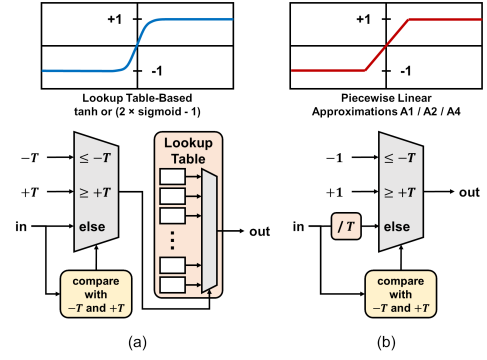 +1
-1
Lookup Table-Based
tanh or (2 × sigmoid - 1)
−T
≤ −T
+T
≥ +T
in
else
compare
with
−T and +T
Lookup
Table
out
(a)
+1
-1
Piecewise Linear
Approximations A1 / A2 / A4
−1
≤ −T
+1
≥ +T
in
/ T
else
out
compare
with
−T and +T
(b)